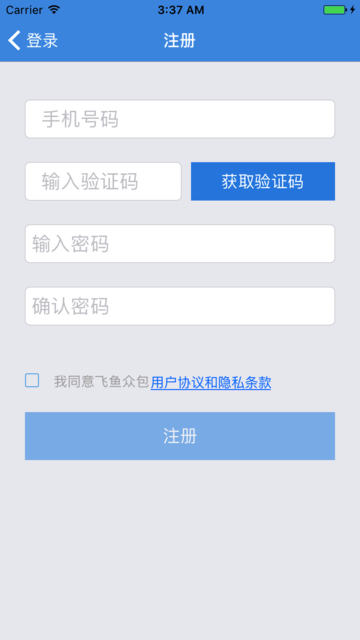 Carrier 3:37 AM
登录 注册
手机号码
输入验证码 获取验证码
输入密码
确认密码
我同意飞鱼众包用户协议和隐私条款
注册